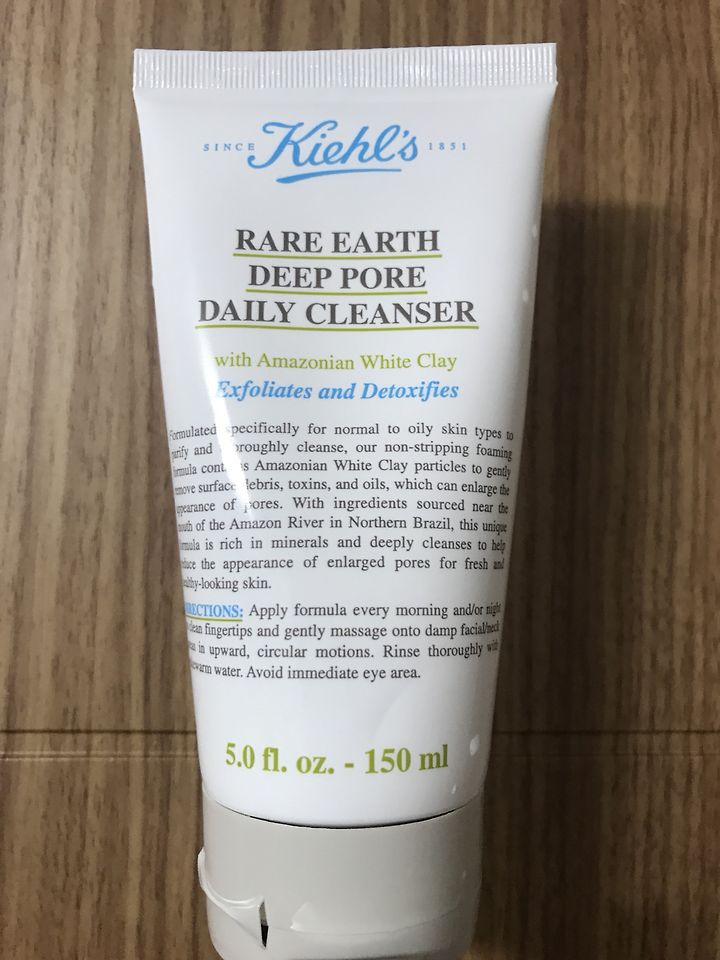 SINCE Kiehl's 1851
RARE EARTH
DEEP PORE
DAILY CLEANSER
with Amazonian White Clay
Exfoliates and Detoxifies
Formulated specifically for normal to oily skin types to
purify and thoroughly cleanse, our non-stripping foaming
formula contains Amazonian White Clay particles to gently
remove surface debris, toxins, and oils, which can enlarge the
appearance of pores. With ingredients sourced near the
mouth of the Amazon River in Northern Brazil, this unique
formula is rich in minerals and deeply cleanses to help
reduce the appearance of enlarged pores for fresh and
healthy-looking skin.
DIRECTIONS: Apply formula every morning and/or night
clean fingertips and gently massage onto damp facial/neck
in upward, circular motions. Rinse thoroughly with
water. Avoid immediate eye area.
5.0 fl. oz. - 150 ml